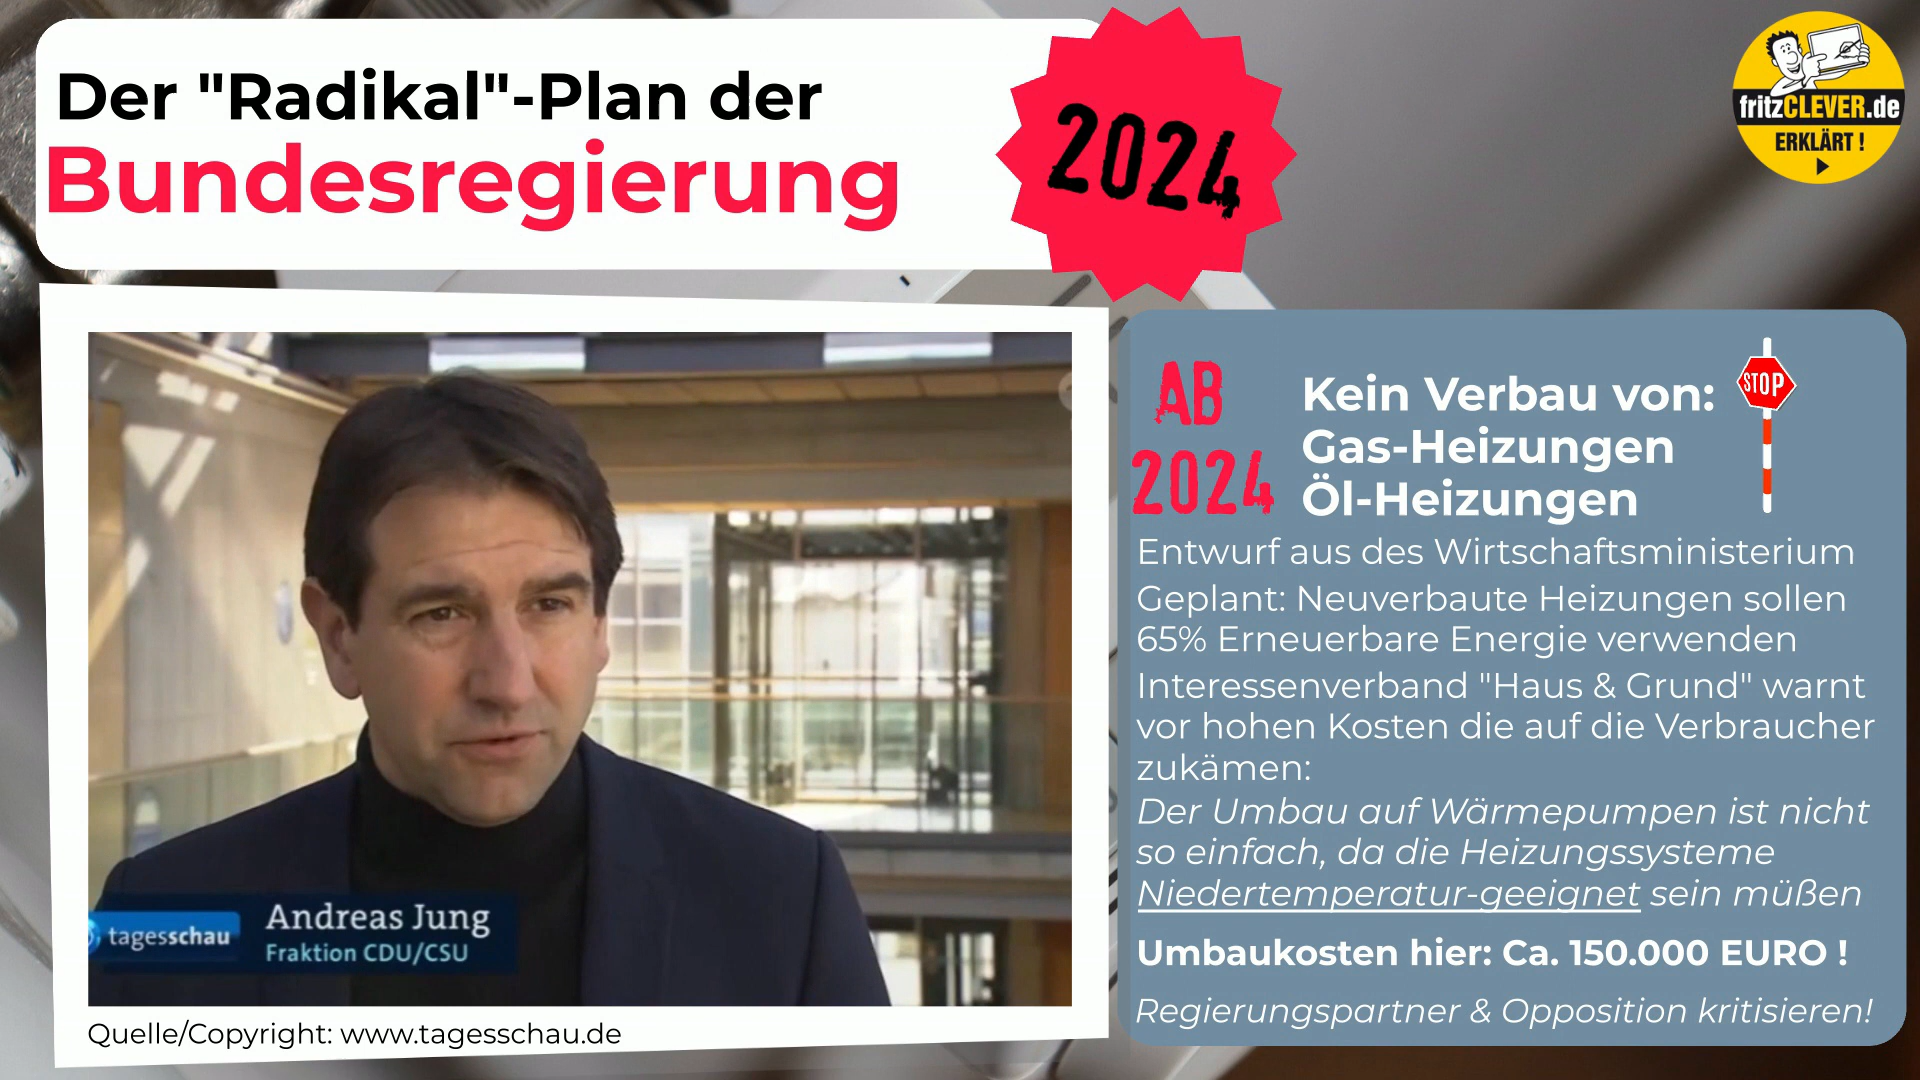 Der "Radikal"-Plan der
Bundesregierung
2024
fritzCLEVER.de
ERKLÄRT !
AB
2024
Kein Verbau von:
Gas-Heizungen
Öl-Heizungen
STOP
Entwurf aus des Wirtschaftsministerium
Geplant: Neuverbaute Heizungen sollen
65% Erneuerbare Energie verwenden
Interessenverband "Haus & Grund" warnt
vor hohen Kosten die auf die Verbraucher
zukämen:
Der Umbau auf Wärmepumpen ist nicht
so einfach, da die Heizungssysteme
Niedertemperatur-geeignet sein müßen
Umbaukosten hier: Ca. 150.000 EURO !
Regierungspartner & Opposition kritisieren!
tagesschau
Andreas Jung
Fraktion CDU/CSU
Quelle/Copyright: www.tagesschau.de